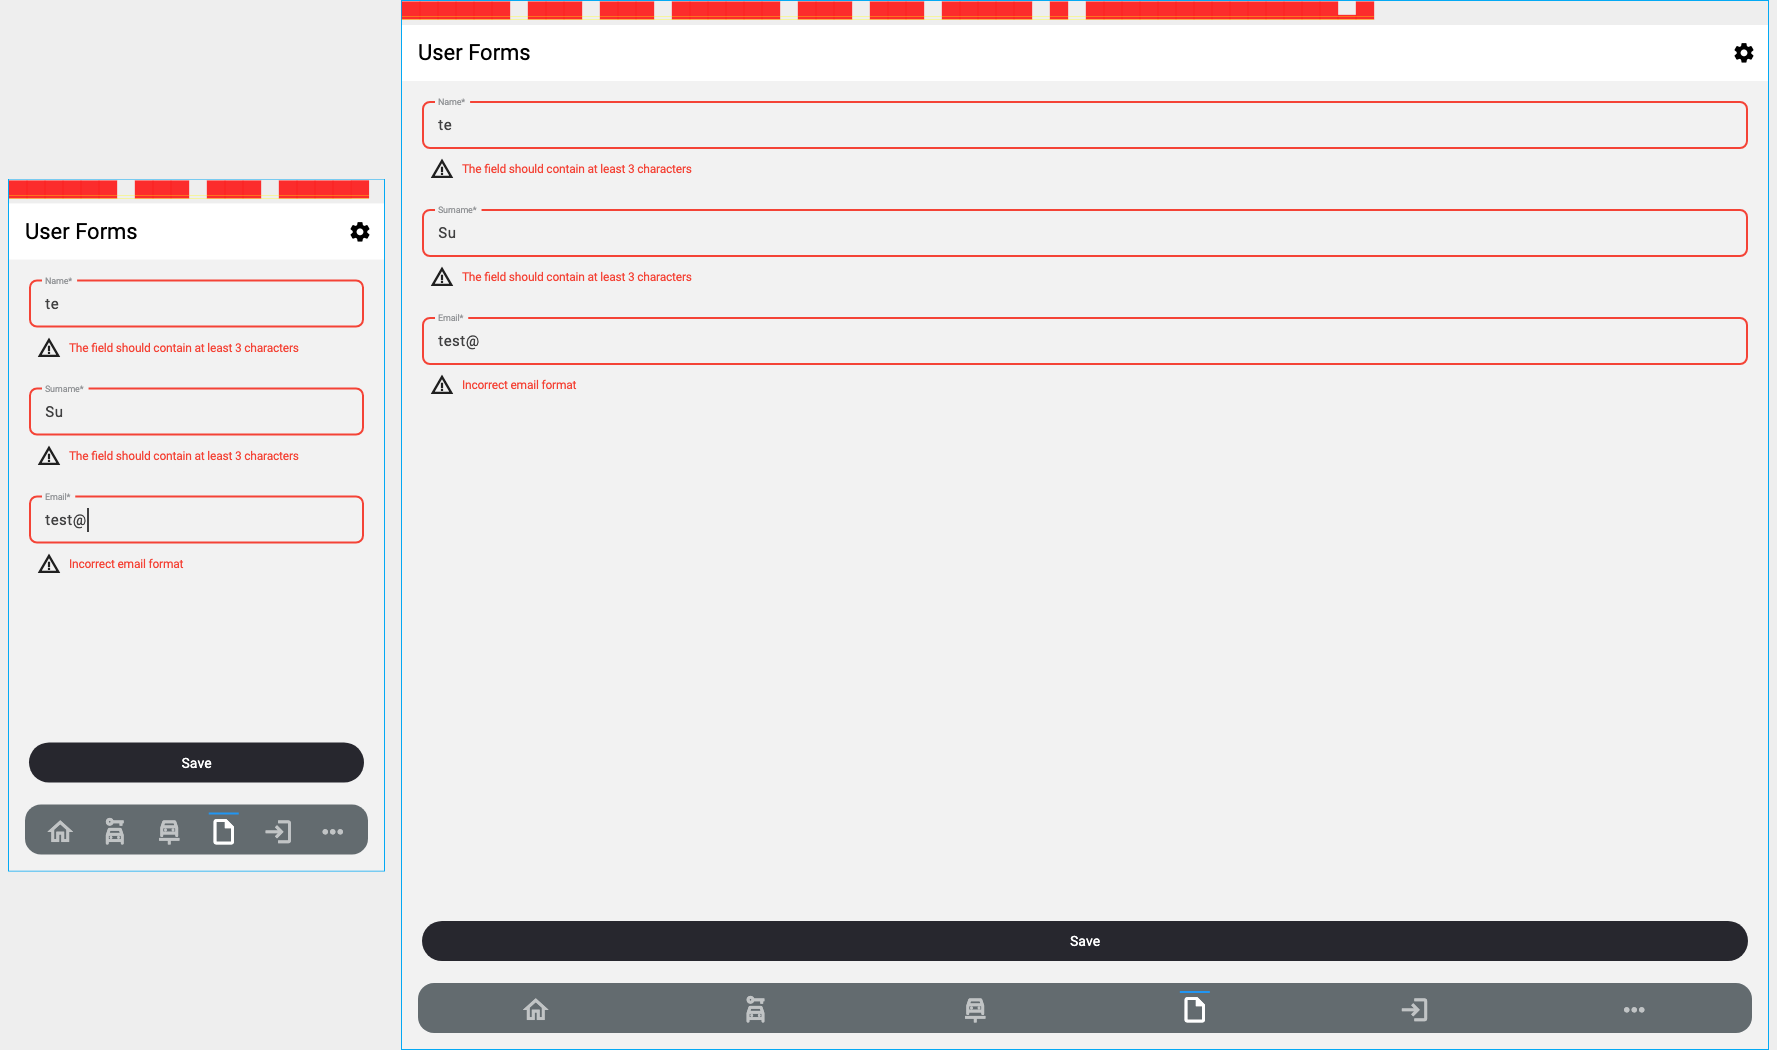 User Forms
Name*
te
The field should contain at least 3 characters
Surname*
Su
The field should contain at least 3 characters
Email*
test@
Incorrect email format
Save
User Forms
Name*
te
The field should contain at least 3 characters
Surname*
Su
The field should contain at least 3 characters
Email*
test@
Incorrect email format
Save